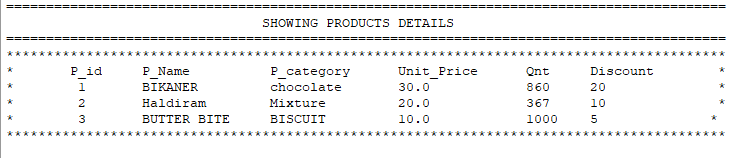 ==========================================================================================
SHOWING PRODUCTS DETAILS
==========================================================================================
******************************************************************************************
* P_id P_Name P_category Unit_Price Qnt Discount *
* 1 BIKANER chocolate 30.0 860 20 *
* 2 Haldiram Mixture 20.0 367 10 *
* 3 BUTTER BITE BISCUIT 10.0 1000 5 *
******************************************************************************************